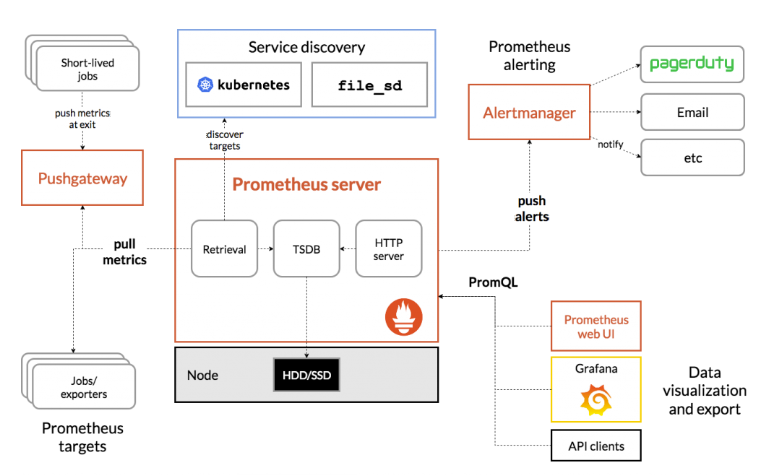 Short-lived
jobs
push metrics
at exit
Pushgateway
pull
metrics
Jobs/
exporters
Prometheus
targets
Service discovery
kubernetes
file_sd
discover
targets
Prometheus server
Retrieval
TSDB
HTTP
server
Node
HDD/SSD
Prometheus
alerting
Alertmanager
pagerduty
Email
notify
etc
push
alerts
PromQL
Prometheus
web UI
Grafana
API clients
Data
visualization
and export